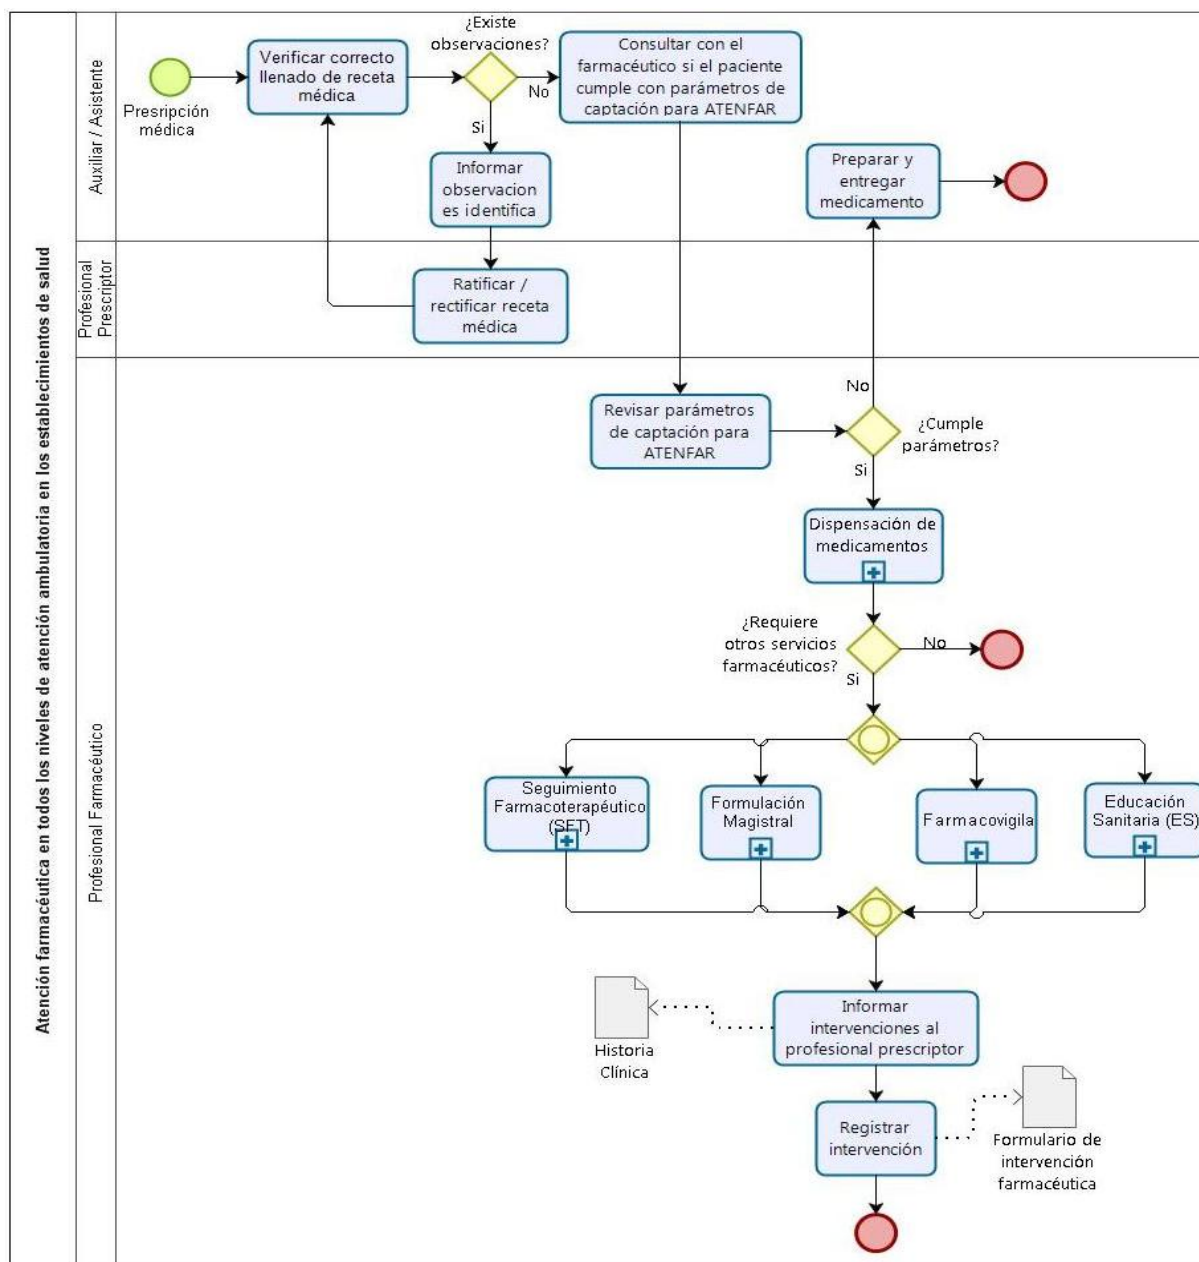 Atención farmacéutica en todos los niveles de atención ambulatoria en los establecimientos de salud
Auxiliar / Asistente
Presripción
médica
Verificar correcto
llenado de receta
médica
¿Existe
observaciones?
No
Si
Consultar con el
farmacéutico si el paciente
cumple con parámetros de
captación para ATENFAR
Informar
observacion
es identifica
Preparar y
entregar
medicamento
Profesional
Prescriptor
Ratificar /
rectificar receta
médica
Profesional Farmacéutico
Revisar parámetros
de captación para
ATENFAR
No
¿Cumple
parámetros?
Si
Dispensación de
medicamentos
¿Requiere
otros servicios
farmacéuticos?
No
Si
Seguimiento
Farmacoterapéutico
(SFT)
Formulación
Magistral
Farmacovigila
Educación
Sanitaria (ES)
Informar
intervenciones al
profesional prescriptor
Historia
Clínica
Registrar
intervención
Formulario de
intervención
farmacéutica